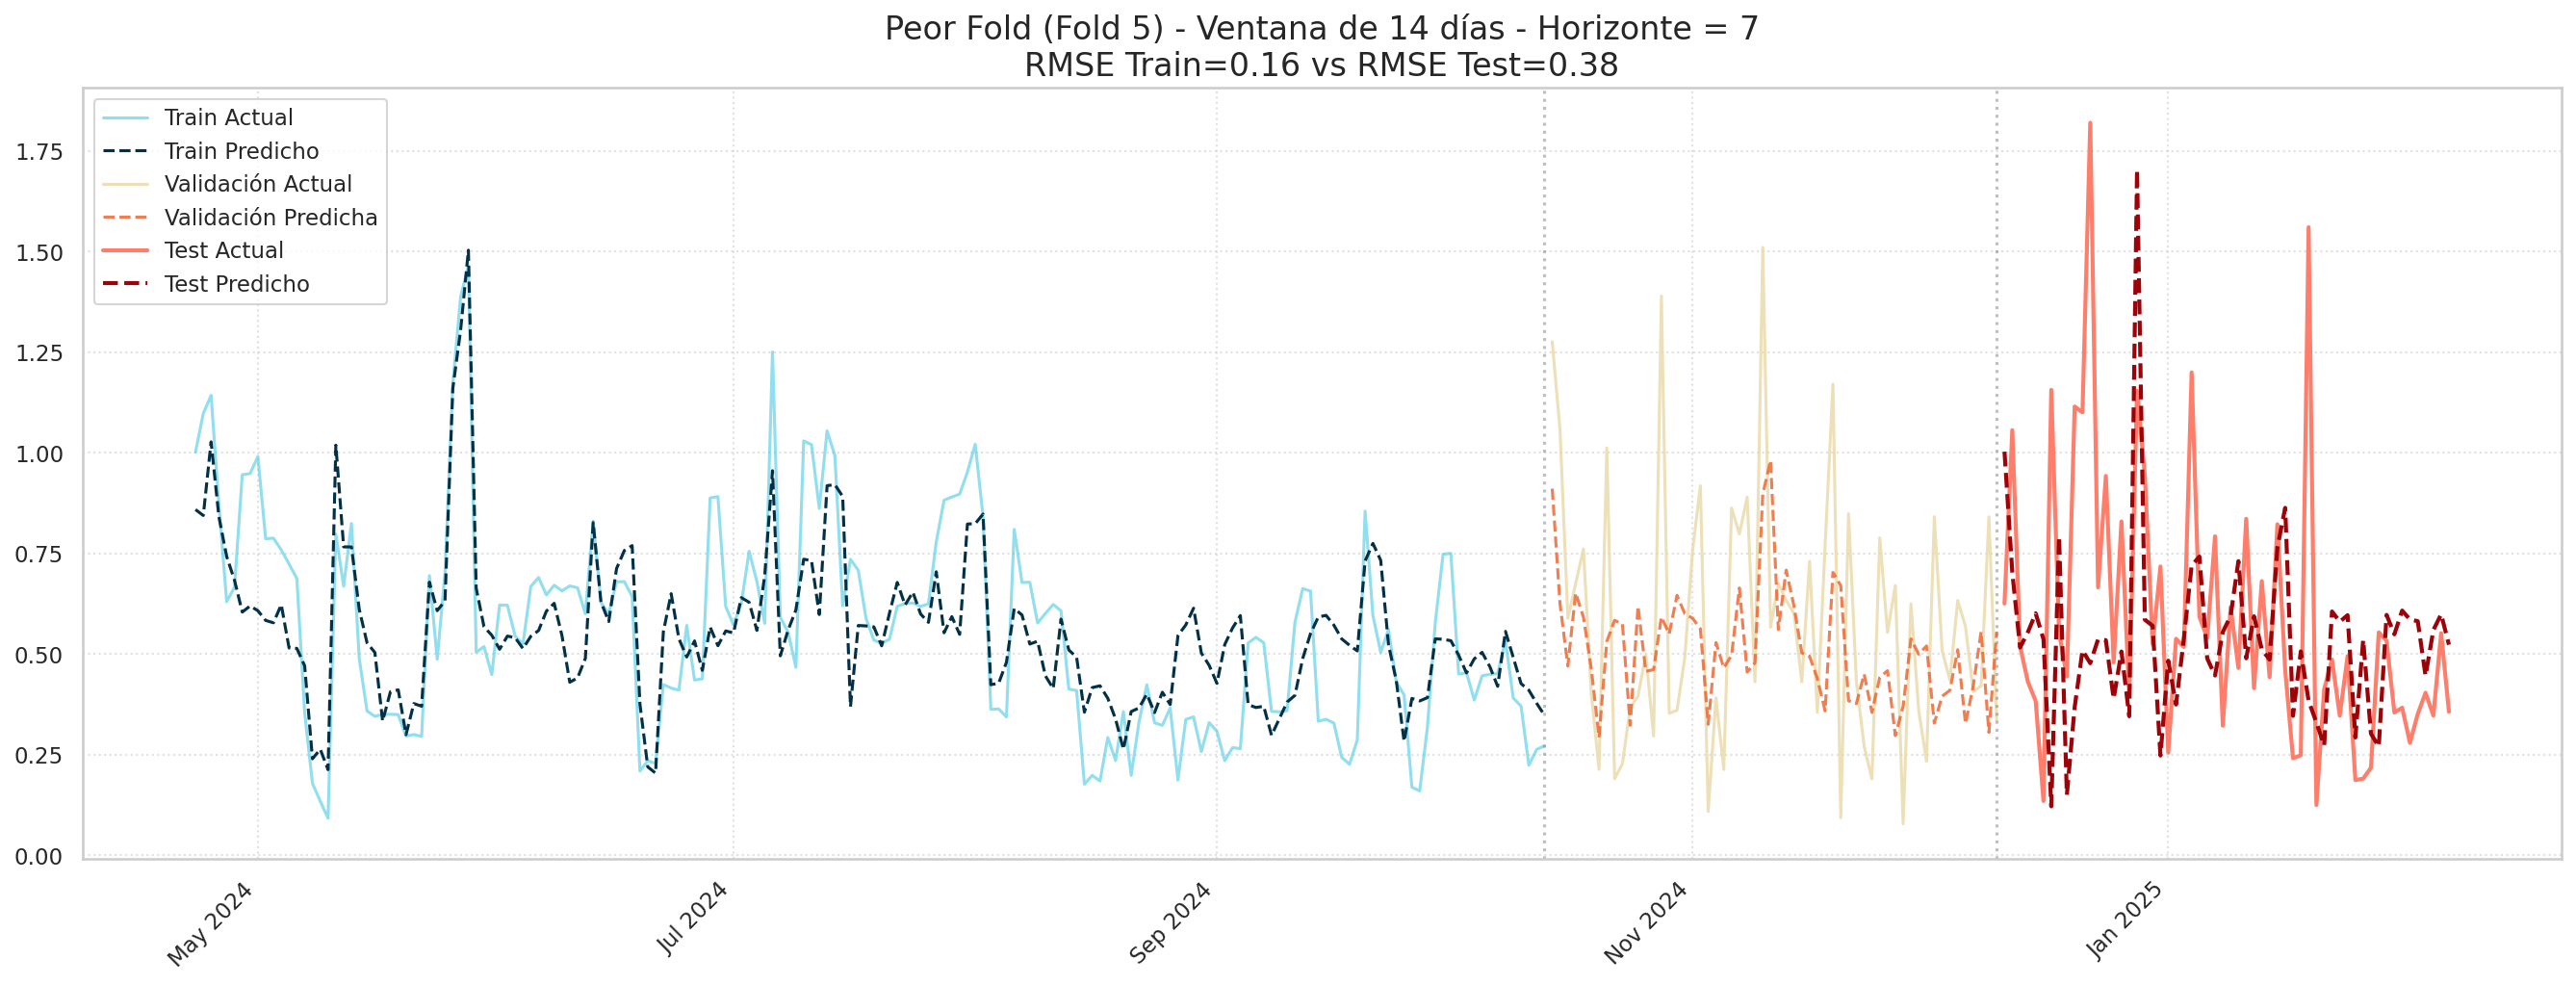 Peor Fold (Fold 5) - Ventana de 14 días - Horizonte = 7
RMSE Train=0.16 vs RMSE Test=0.38
Train Actual
Train Predicho
Validación Actual
Validación Predicha
Test Actual
Test Predicho
1.75
1.50
1.25
1.00
0.75
0.50
0.25
0.00
May 2024
Jul 2024
Sep 2024
Nov 2024
Jan 2025